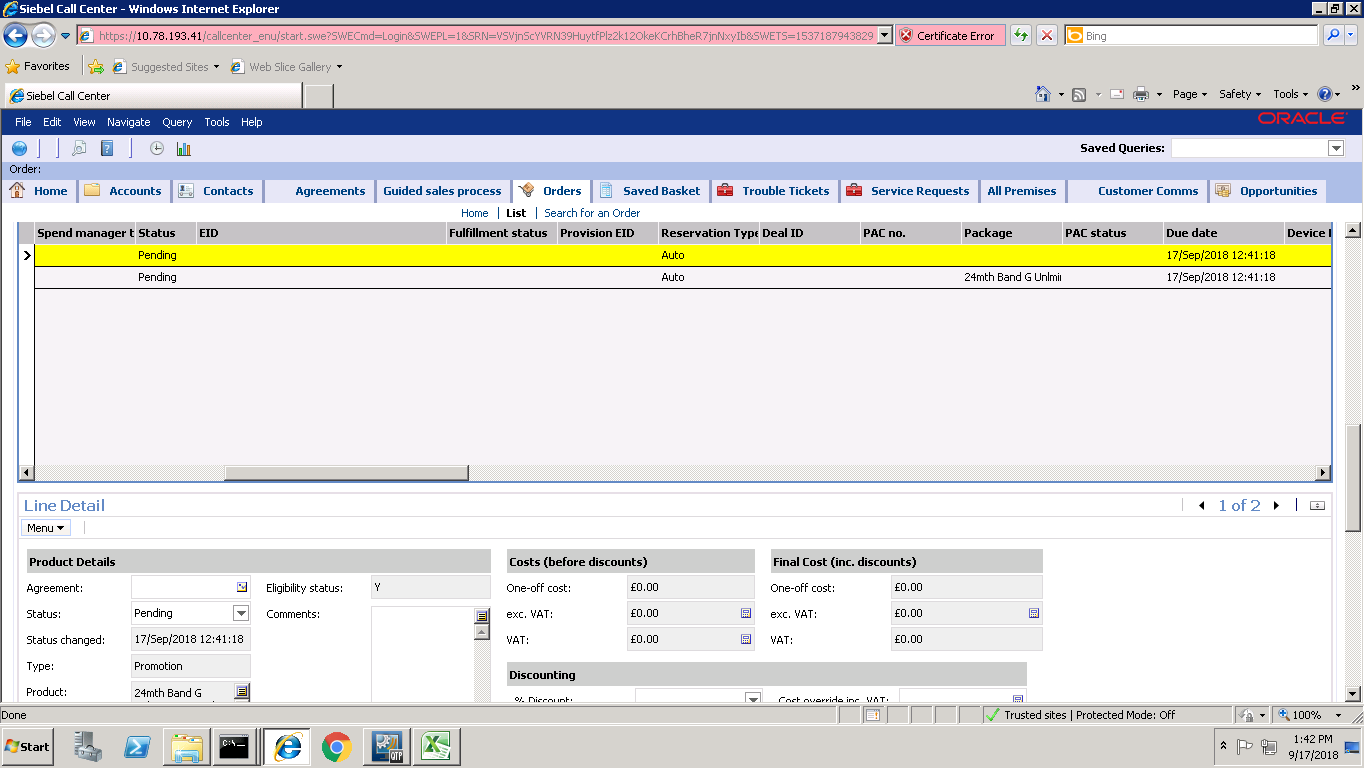 Siebel Call Center - Windows Internet Explorer
https://10.78.193.41/callcenter_enu/start.swe?SWECmd=Login&SWEPL=1&SRN=VSVjnScYVRN39HuytfPlz2k12OkeKCrhBheR7jnNxyIb&SWETS=1537187943829 Certificate Error Bing
Favorites Suggested Sites Web Slice Gallery
Siebel Call Center Page Safety Tools
File Edit View Navigate Query Tools Help ORACLE
Saved Queries:
Order:
Home Accounts Contacts Agreements Guided sales process Orders Saved Basket Trouble Tickets Service Requests All Premises Customer Comms Opportunities
Home List Search for an Order
Spend manager t Status EID Fulfillment status Provision EID Reservation Type Deal ID PAC no. Package PAC status Due date Device I
Pending Auto 17/Sep/2018 12:41:18
Pending Auto 24mth Band G Unlmi 17/Sep/2018 12:41:18
Line Detail 1 of 2
Menu
Product Details Costs (before discounts) Final Cost (inc. discounts)
Agreement: Eligibility status: Y One-off cost: £0.00 One-off cost: £0.00
Status: Pending Comments: exc. VAT: £0.00 exc. VAT: £0.00
Status changed: 17/Sep/2018 12:41:18 VAT: £0.00 VAT: £0.00
Type: Promotion Discounting
Product: 24mth Band G % Discount: Cost override inc. VAT:
Done Trusted sites | Protected Mode: Off 100%
Start C:\ QTP 1:42 PM
9/17/2018